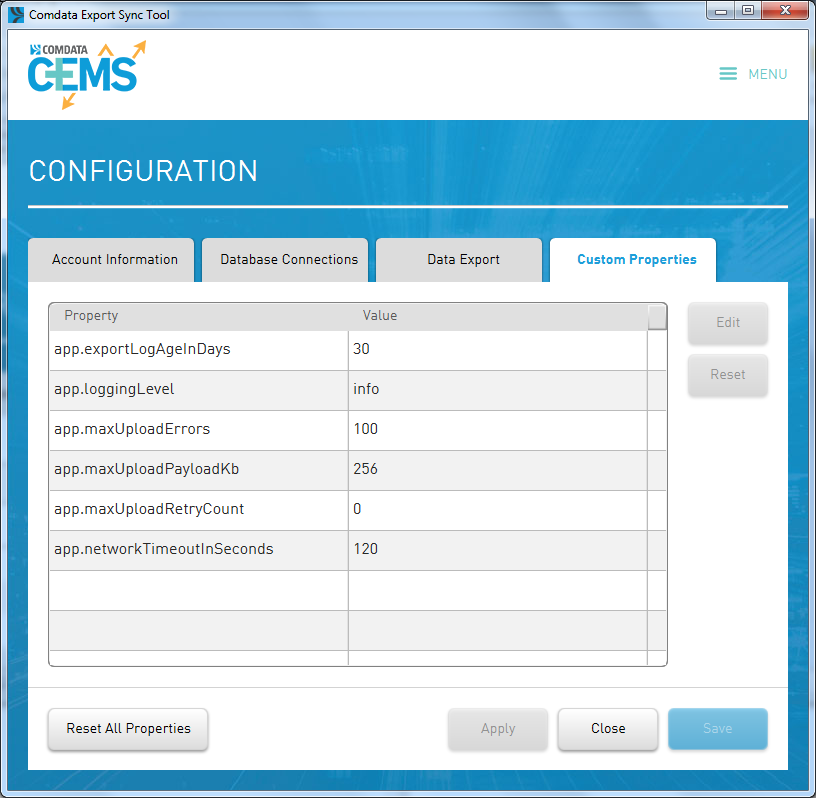 Comdata Export Sync Tool
COMDATA
CEMS
MENU
CONFIGURATION
Account Information Database Connections Data Export Custom Properties
Property Value
app.exportLogAgeInDays 30
app.loggingLevel info
app.maxUploadErrors 100
app.maxUploadPayloadKb 256
app.maxUploadRetryCount 0
app.networkTimeoutInSeconds 120
Edit
Reset
Reset All Properties Apply Close Save